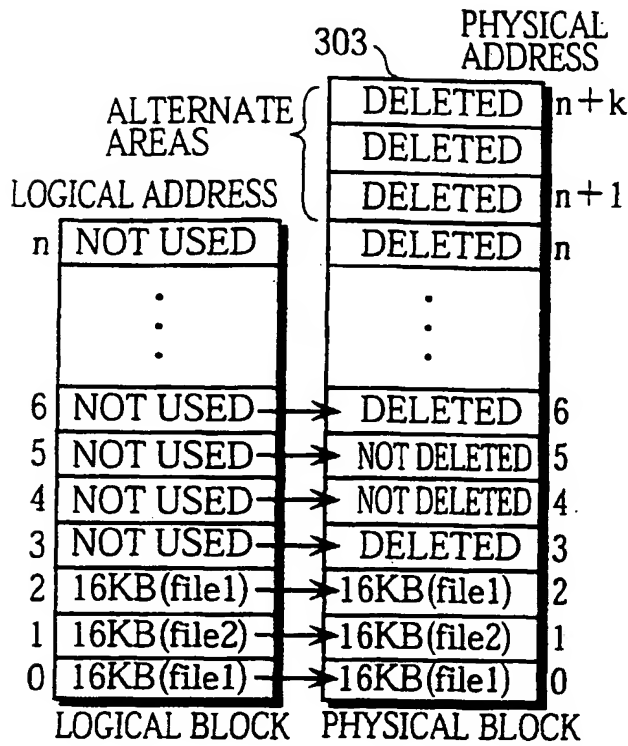 PHYSICAL
ADDRESS
303
ALTERNATE
AREAS
DELETED n+k
DELETED
DELETED n+1
LOGICAL ADDRESS
n NOT USED DELETED n
6 NOT USED DELETED 6
5 NOT USED NOT DELETED 5
4 NOT USED NOT DELETED 4
3 NOT USED DELETED 3
2 16KB(file1) 16KB(file1) 2
1 16KB(file2) 16KB(file2) 1
0 16KB(file1) 16KB(file1) 0
LOGICAL BLOCK PHYSICAL BLOCK